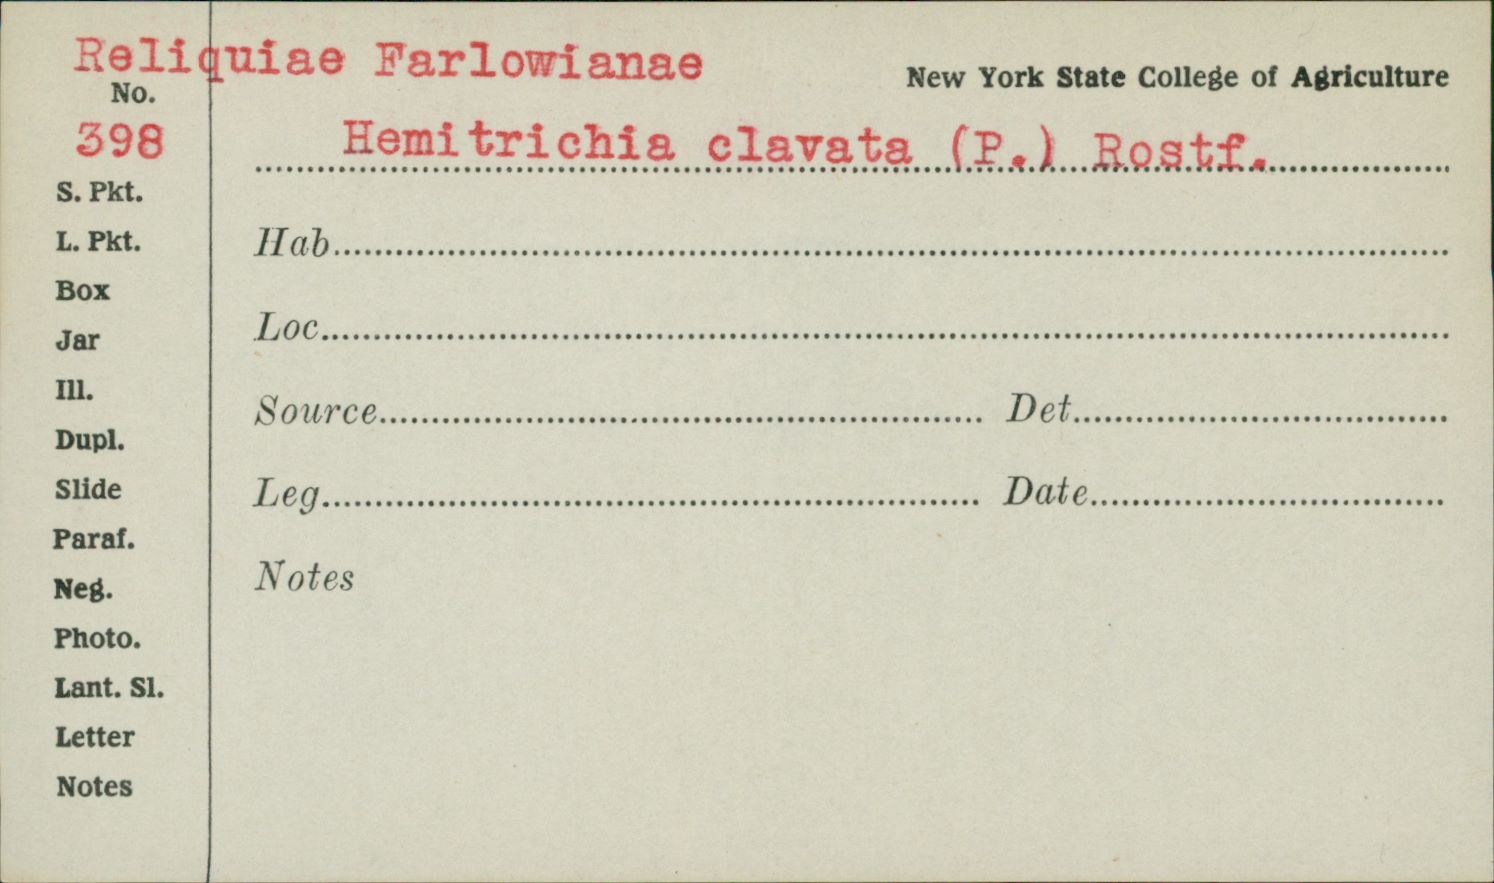 Reliquiae Farlowianae
New York State College of Agriculture
No.
398
Hemitrichia clavata (P.) Rostf.
S. Pkt.
L. Pkt.
Box
Jar
Ill.
Dupl.
Slide
Paraf.
Neg.
Photo.
Lant. Sl.
Letter
Notes
Hab
Loc
Source Det
Leg Date
Notes